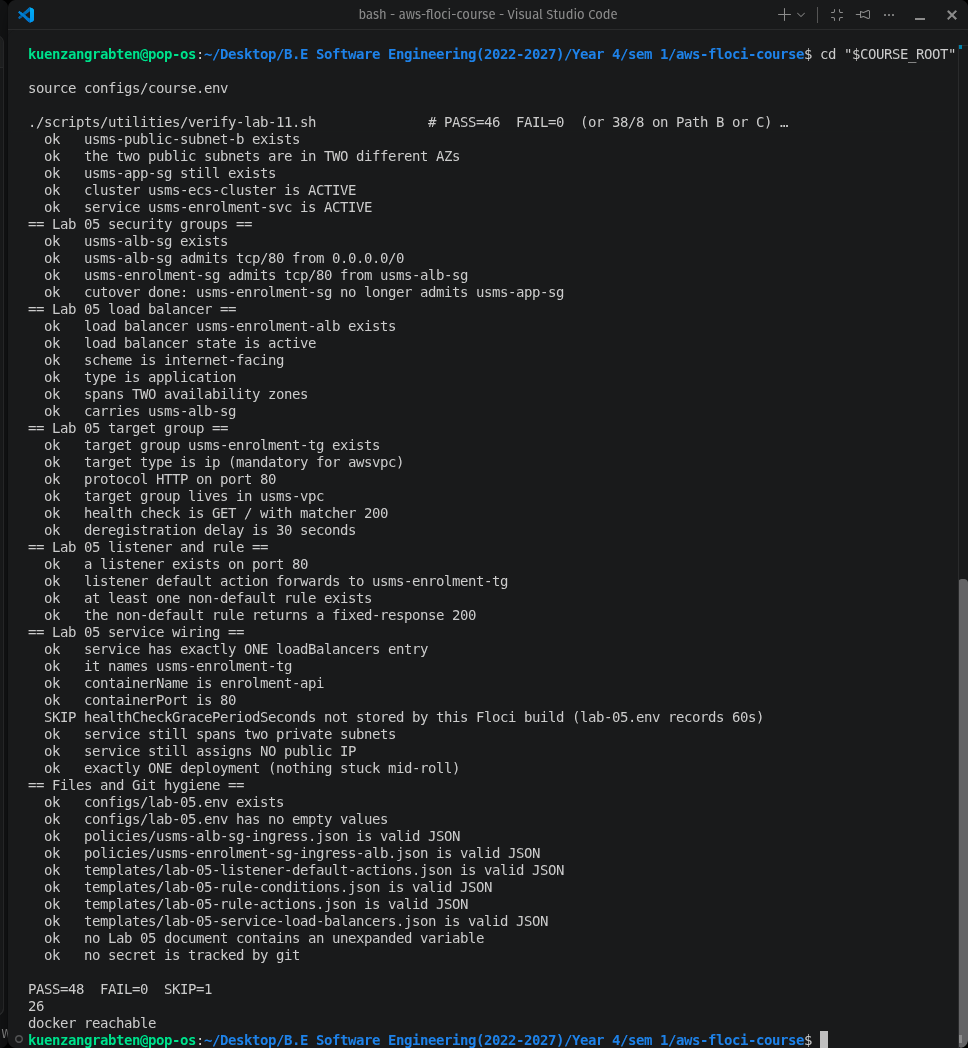 bash - aws-floci-course - Visual Studio Code
kuenzangrabten@pop-os:~/Desktop/B.E Software Engineering(2022-2027)/Year 4/sem 1/aws-floci-course$ cd "$COURSE_ROOT"
source configs/course.env
./scripts/utilities/verify-lab-11.sh # PASS=46 FAIL=0 (or 38/8 on Path B or C) …
ok usms-public-subnet-b exists
ok the two public subnets are in TWO different AZs
ok usms-app-sg still exists
ok cluster usms-ecs-cluster is ACTIVE
ok service usms-enrolment-svc is ACTIVE
== Lab 05 security groups ==
ok usms-alb-sg exists
ok usms-alb-sg admits tcp/80 from 0.0.0.0/0
ok usms-enrolment-sg admits tcp/80 from usms-alb-sg
ok cutover done: usms-enrolment-sg no longer admits usms-app-sg
== Lab 05 load balancer ==
ok load balancer usms-enrolment-alb exists
ok load balancer state is active
ok scheme is internet-facing
ok type is application
ok spans TWO availability zones
ok carries usms-alb-sg
== Lab 05 target group ==
ok target group usms-enrolment-tg exists
ok target type is ip (mandatory for awsvpc)
ok protocol HTTP on port 80
ok target group lives in usms-vpc
ok health check is GET / with matcher 200
ok deregistration delay is 30 seconds
== Lab 05 listener and rule ==
ok a listener exists on port 80
ok listener default action forwards to usms-enrolment-tg
ok at least one non-default rule exists
ok the non-default rule returns a fixed-response 200
== Lab 05 service wiring ==
ok service has exactly ONE loadBalancers entry
ok it names usms-enrolment-tg
ok containerName is enrolment-api
ok containerPort is 80
SKIP healthCheckGracePeriodSeconds not stored by this Floci build (lab-05.env records 60s)
ok service still spans two private subnets
ok service still assigns NO public IP
ok exactly ONE deployment (nothing stuck mid-roll)
== Files and Git hygiene ==
ok configs/lab-05.env exists
ok configs/lab-05.env has no empty values
ok policies/usms-alb-sg-ingress.json is valid JSON
ok policies/usms-enrolment-sg-ingress-alb.json is valid JSON
ok templates/lab-05-listener-default-actions.json is valid JSON
ok templates/lab-05-rule-conditions.json is valid JSON
ok templates/lab-05-rule-actions.json is valid JSON
ok templates/lab-05-service-load-balancers.json is valid JSON
ok no Lab 05 document contains an unexpanded variable
ok no secret is tracked by git
PASS=48 FAIL=0 SKIP=1
26
docker reachable
kuenzangrabten@pop-os:~/Desktop/B.E Software Engineering(2022-2027)/Year 4/sem 1/aws-floci-course$